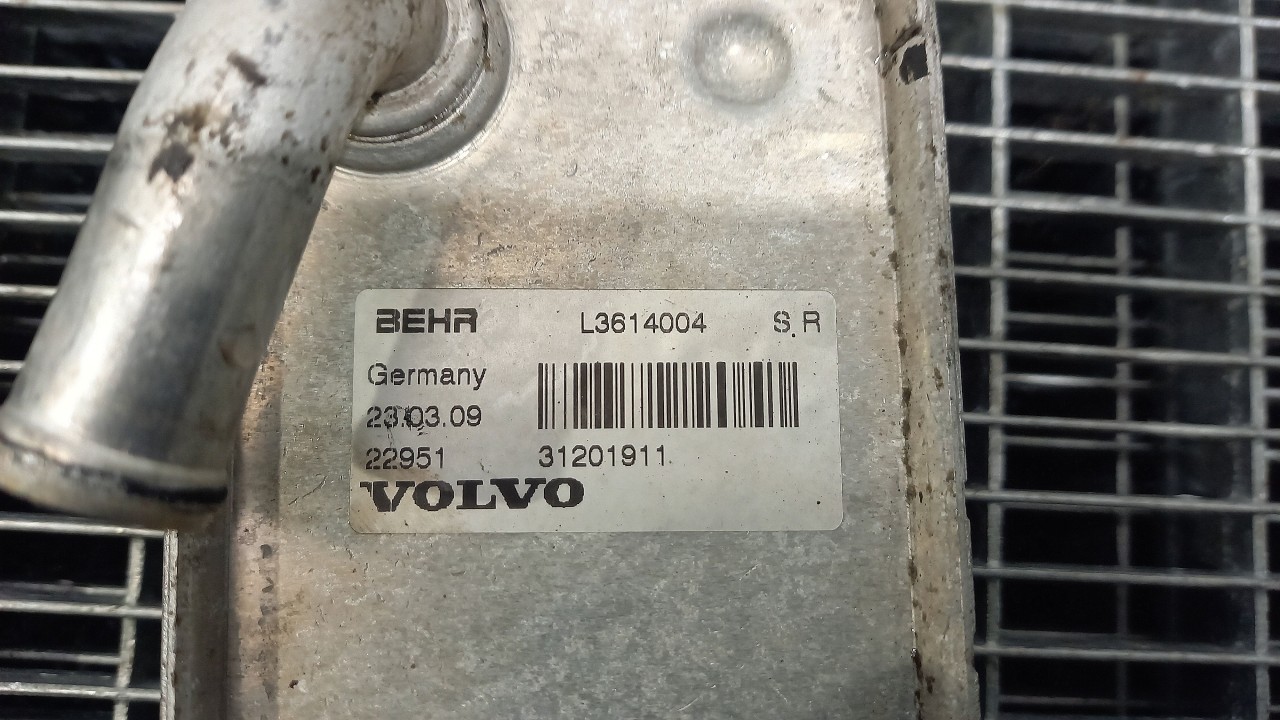 BEHR L3614004 S R
Germany
23.03.09
22951 31201911
VOLVO